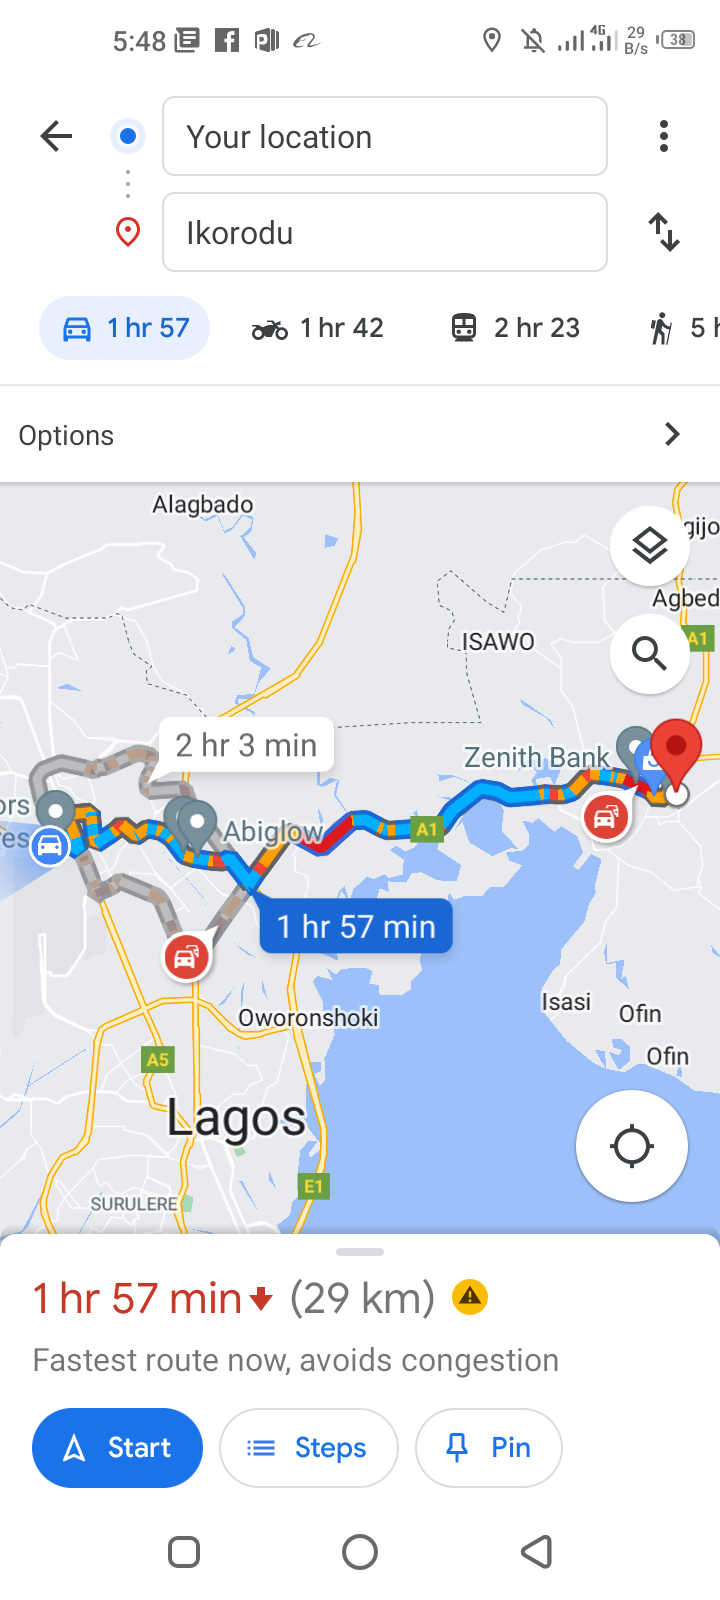 5:48
4G
29
B/s
38
Your location
Ikorodu
1 hr 57
1 hr 42
2 hr 23
5 h
Options
Alagbado
gijo
Agbed
A1
ISAWO
2 hr 3 min
Zenith Bank
ors
es
Abiglow
A1
1 hr 57 min
Isasi
Ofin
Oworonshoki
Ofin
A5
Lagos
E1
SURULERE
1 hr 57 min (29 km)
Fastest route now, avoids congestion
Start
Steps
Pin